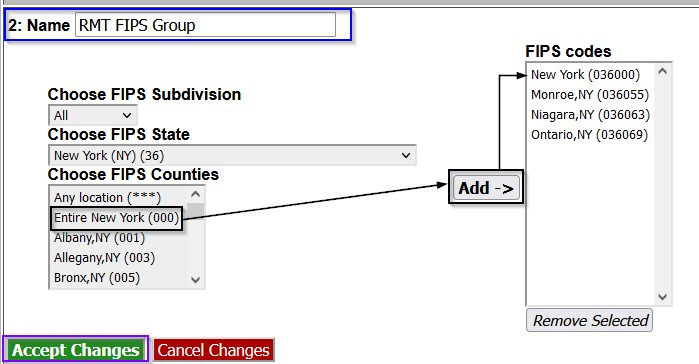 2: Name RMT FIPS Group
FIPS codes
New York (036000)
Monroe,NY (036055)
Niagara,NY (036063)
Ontario,NY (036069)
Choose FIPS Subdivision
All
Choose FIPS State
New York (NY) (36)
Choose FIPS Counties
Any location (***)
Entire New York (000)
Albany,NY (001)
Allegany,NY (003)
Bronx,NY (005)
Add ->
Remove Selected
Accept Changes Cancel Changes